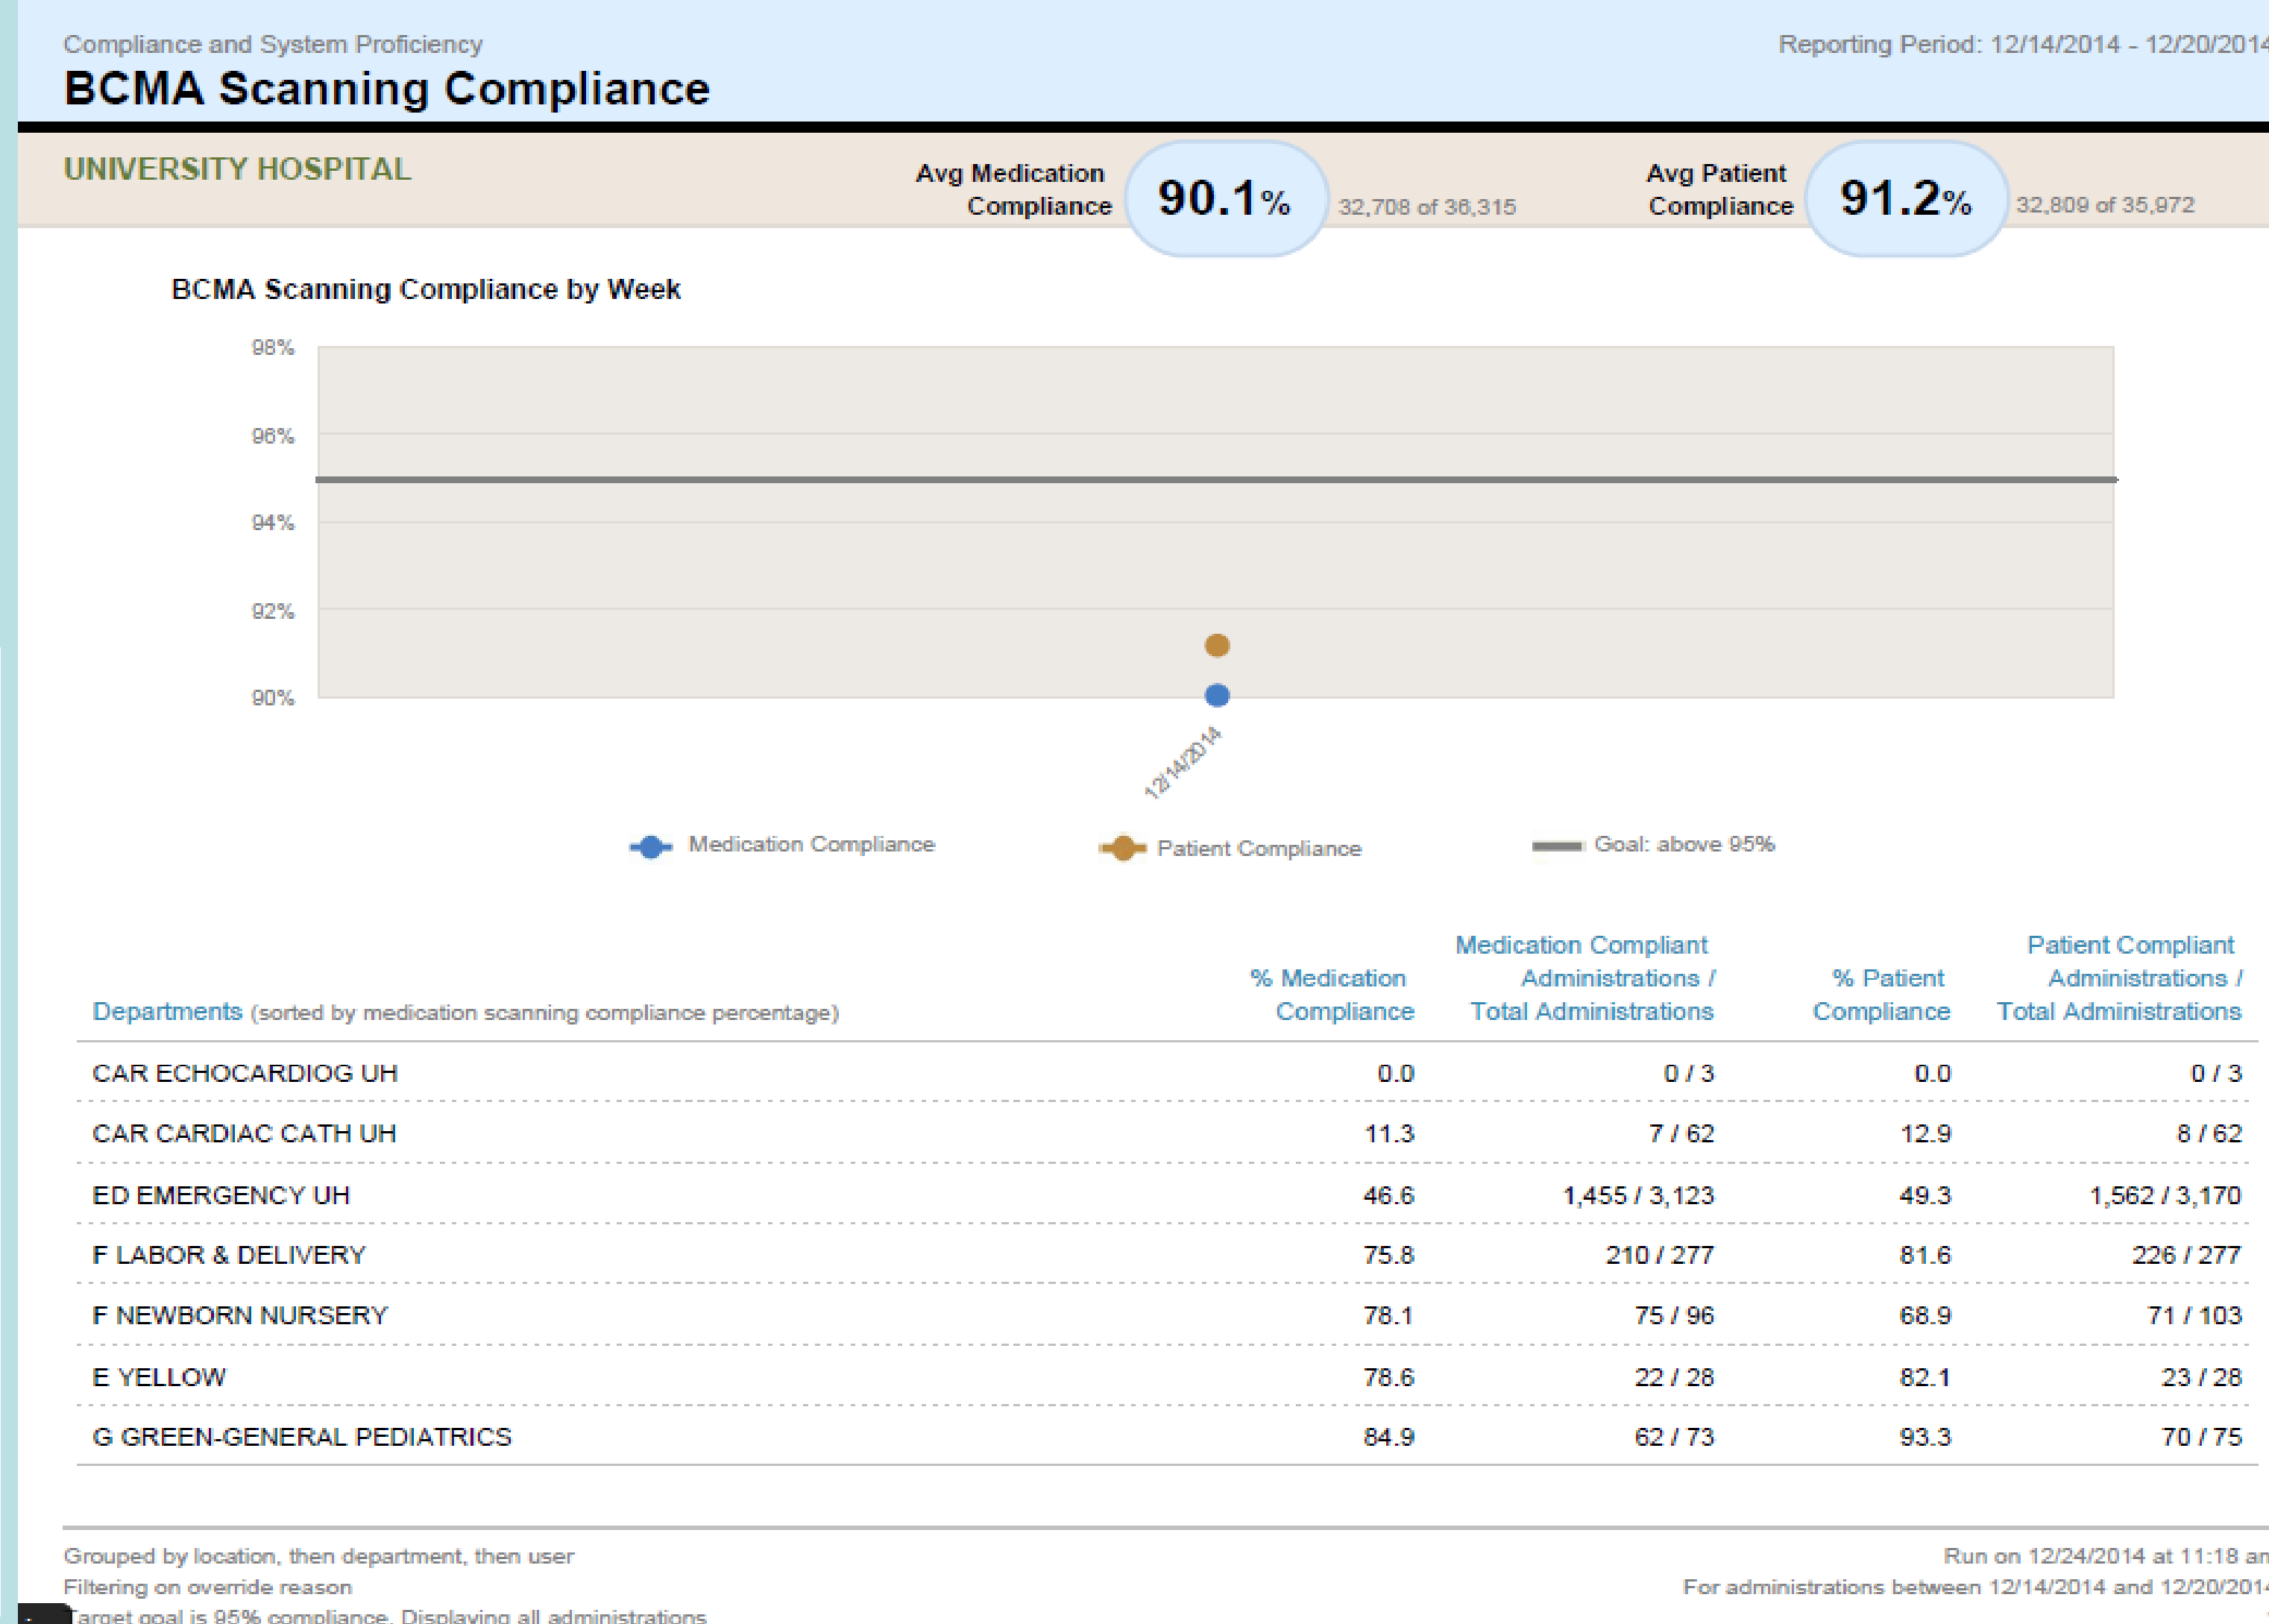 Compliance and System Proficiency
Reporting Period: 12/14/2014 - 12/20/2014
BCMA Scanning Compliance
UNIVERSITY HOSPITAL
Avg Medication Compliance 90.1% 32,708 of 36,315
Avg Patient Compliance 91.2% 32,809 of 35,972
BCMA Scanning Compliance by Week
98%
96%
94%
92%
90%
12/14/2014
Medication Compliance
Patient Compliance
Goal: above 95%
Departments (sorted by medication scanning compliance percentage)
% Medication Compliance
Medication Compliant Administrations / Total Administrations
% Patient Compliance
Patient Compliant Administrations / Total Administrations
CAR ECHOCARDIOG UH 0.0 0 / 3 0.0 0 / 3
CAR CARDIAC CATH UH 11.3 7 / 62 12.9 8 / 62
ED EMERGENCY UH 46.6 1,455 / 3,123 49.3 1,562 / 3,170
F LABOR & DELIVERY 75.8 210 / 277 81.6 226 / 277
F NEWBORN NURSERY 78.1 75 / 96 68.9 71 / 103
E YELLOW 78.6 22 / 28 82.1 23 / 28
G GREEN-GENERAL PEDIATRICS 84.9 62 / 73 93.3 70 / 75
Grouped by location, then department, then user
Run on 12/24/2014 at 11:18 am
Filtering on override reason
For administrations between 12/14/2014 and 12/20/2014
Target goal is 95% compliance. Displaying all administrations